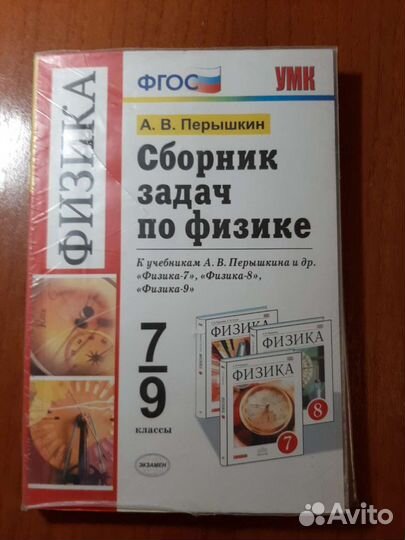 ФГОС
УМК
ФИЗИКА
А. В. Перышкин
Сборник
задач
по физике
К учебникам А. В. Перышкина и др.
«Физика-7», «Физика-8»,
«Физика-9»
7
9
классы
ФИЗИКА
ФИЗИКА
8
ФИЗИКА
7
ЭКЗАМЕН
Avito